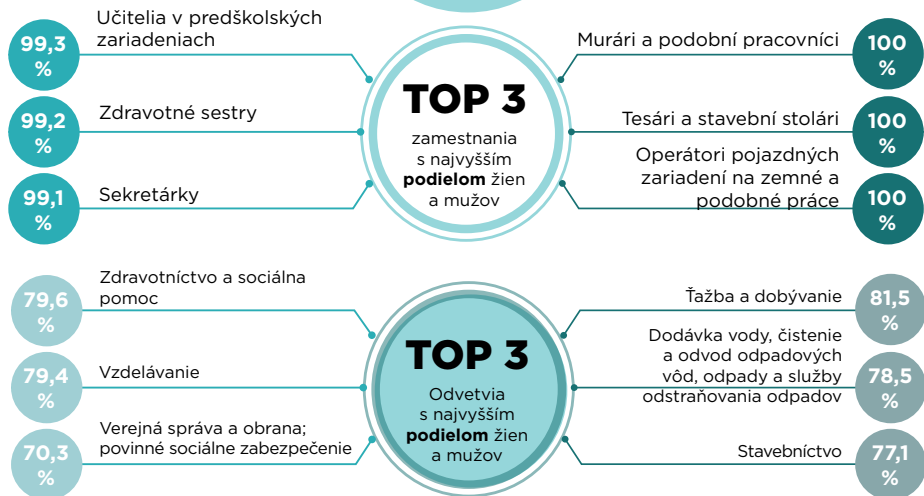 Učitelia v predškolských
zariadeniach
99,3
%
Zdravotné sestry
99,2
%
Sekretárky
99,1
%
TOP 3
zamestnania
s najvyšším
podielom žien
a mužov
Murári a podobní pracovníci
100
%
Tesári a stavební stolári
100
%
Operátori pojazdných
zariadení na zemné a
podobné práce
100
%
Zdravotníctvo a sociálna
pomoc
79,6
%
Vzdelávanie
79,4
%
Verejná správa a obrana;
povinné sociálne zabezpečenie
70,3
%
TOP 3
Odvetvia
s najvyšším
podielom žien
a mužov
Ťažba a dobývanie
81,5
%
Dodávka vody, čistenie
a odvod odpadových
vôd, odpady a služby
odstraňovania odpadov
78,5
%
Stavebníctvo
77,1
%